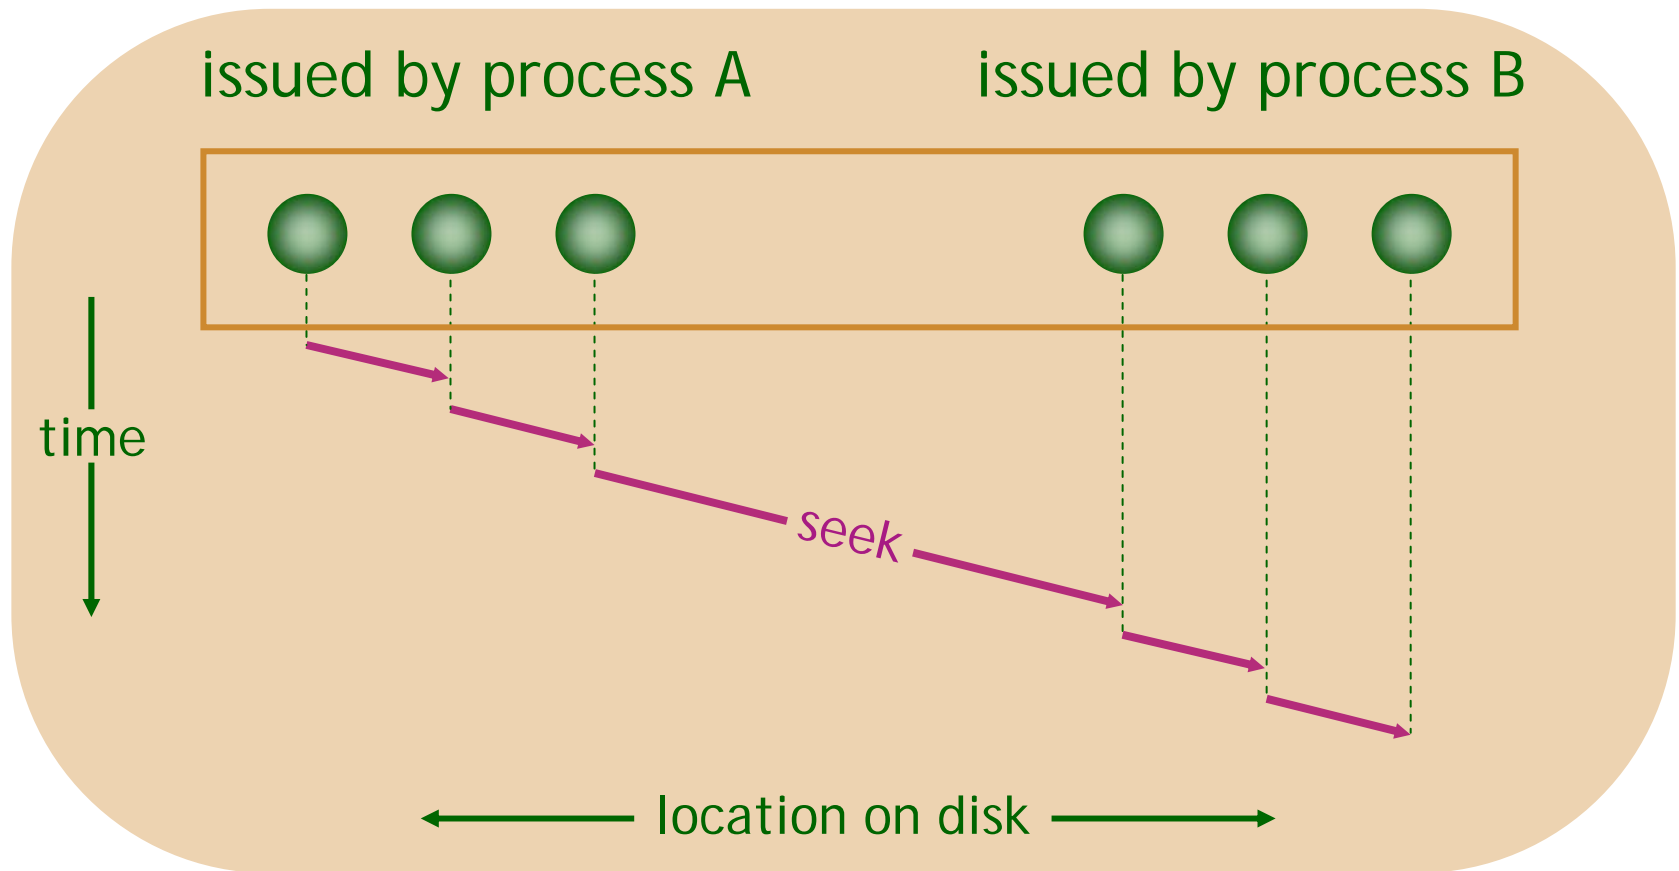 issued by process A
issued by process B
time
seek
location on disk